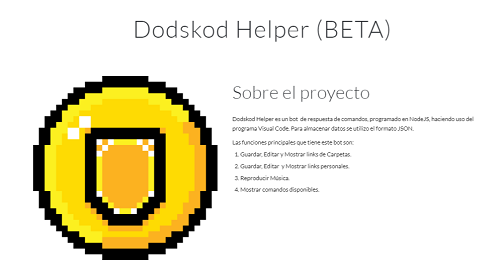 Dodskod Helper (BETA)
Sobre el proyecto
Dodskod Helper es un bot de respuesta de comandos, programado en NodeJS, haciendo uso del
programa Visual Code. Para almacenar datos se utilizo el formato JSON.
Las funciones principales que tiene este bot son:
1. Guardar, Editar y Mostrar links de Carpetas.
2. Guardar, Editar y Mostrar links personales.
3. Reproducir Música.
4. Mostrar comandos disponibles.